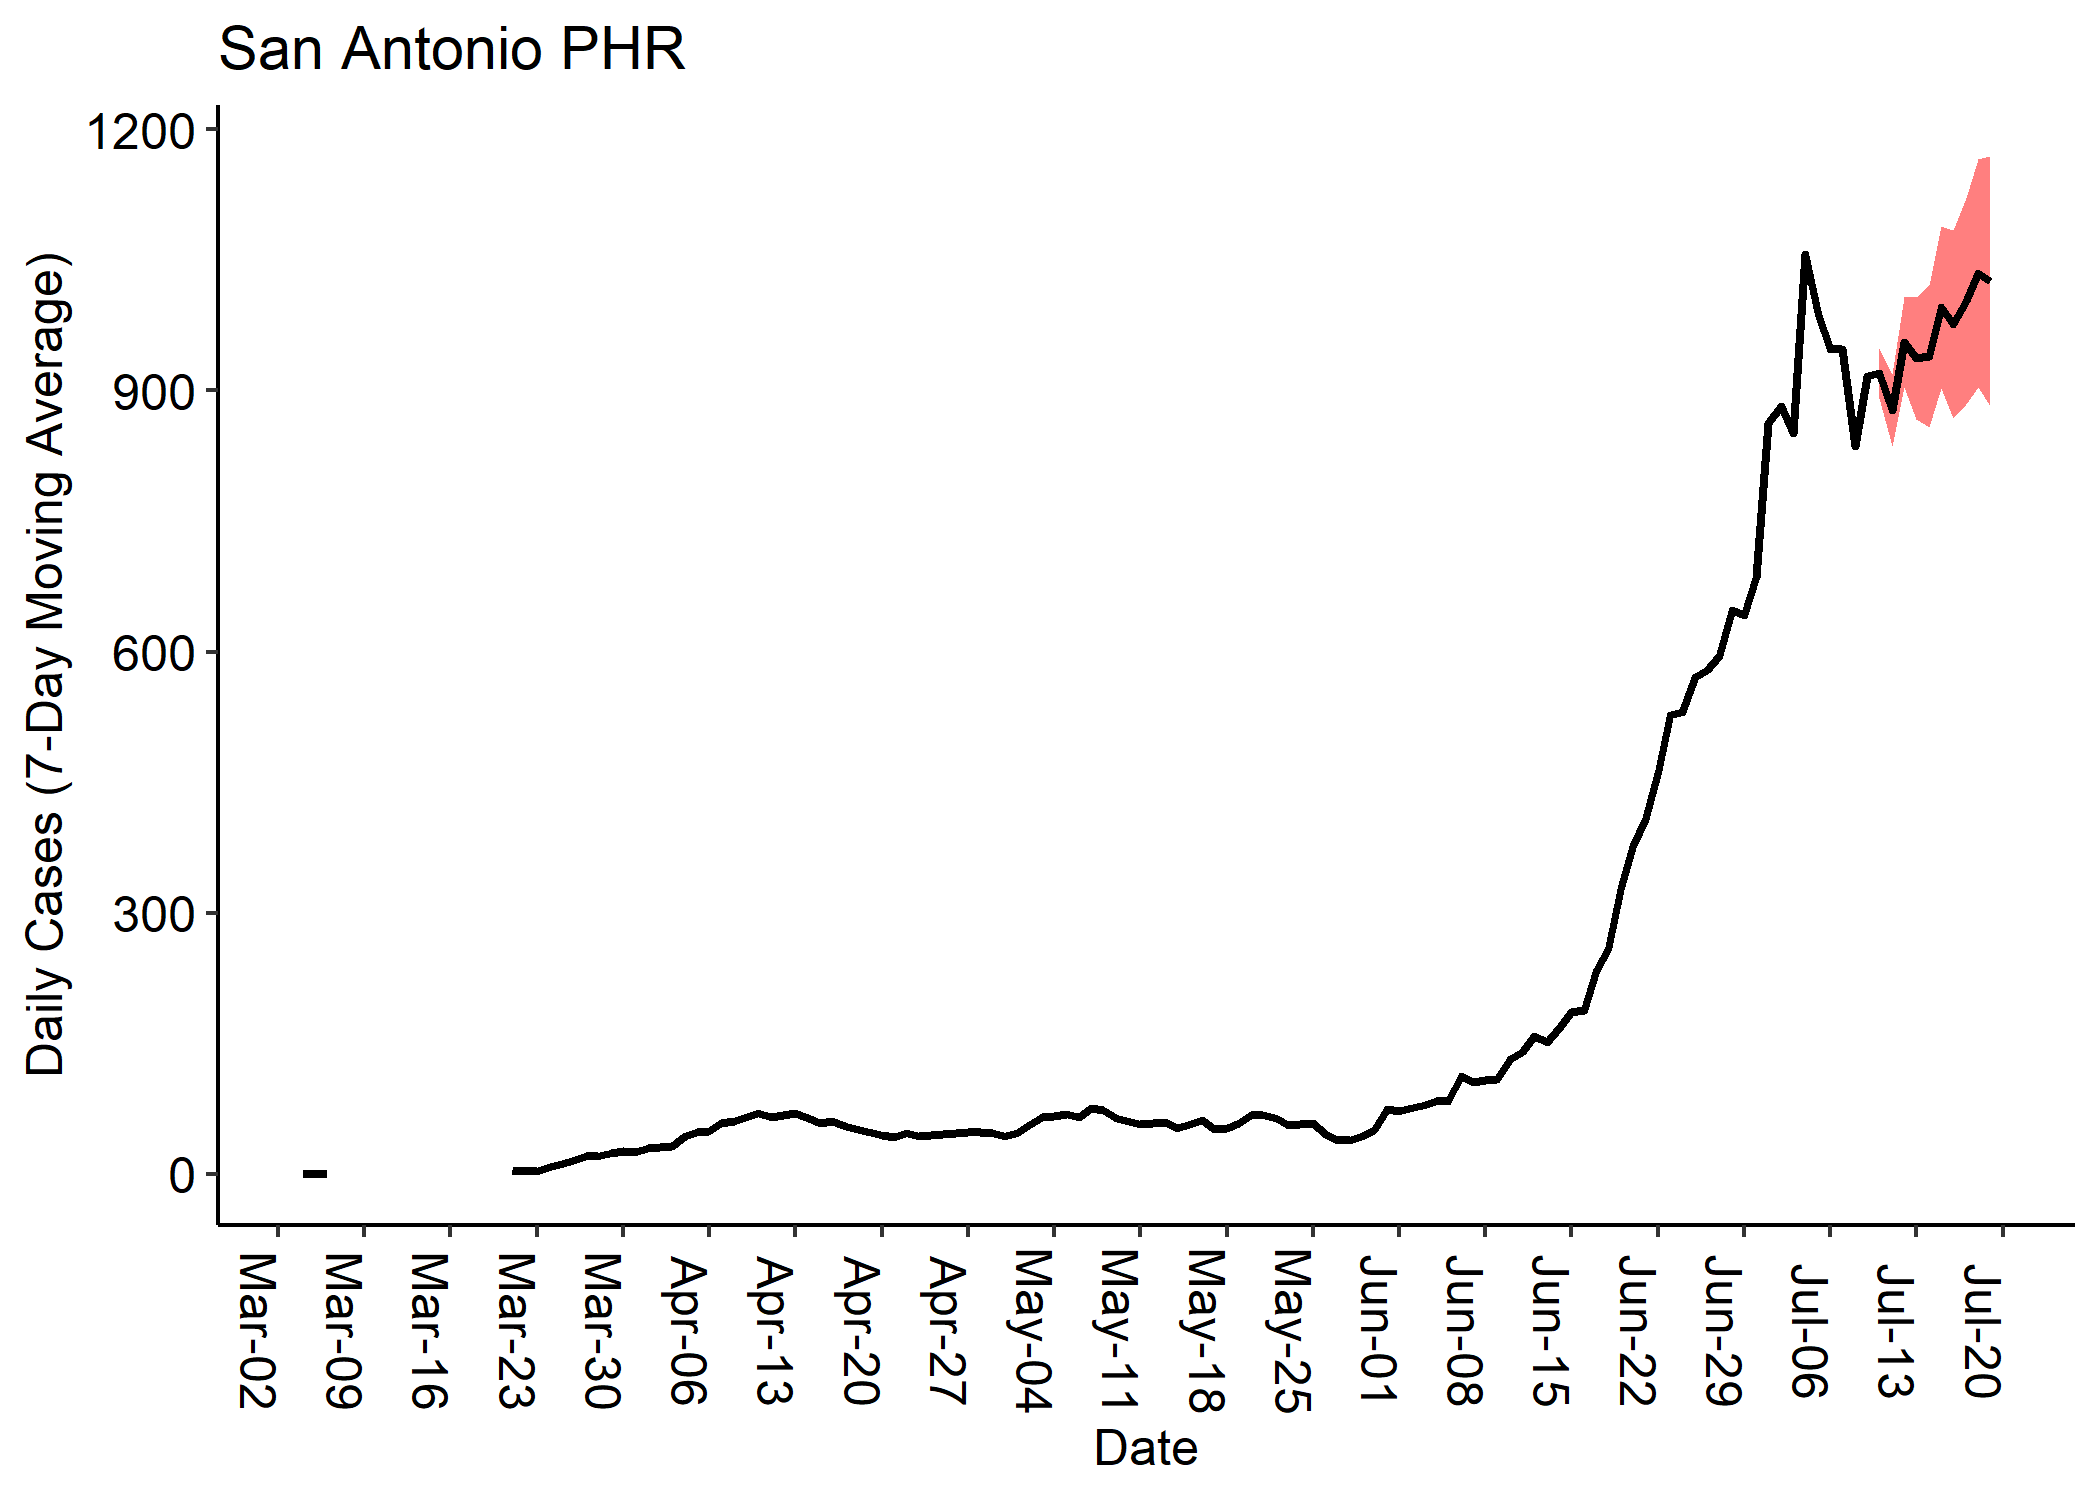 San Antonio PHR
Daily Cases (7-Day Moving Average)
1200
900
600
300
0
Mar-02
Mar-09
Mar-16
Mar-23
Mar-30
Apr-06
Apr-13
Apr-20
Apr-27
May-04
May-11
May-18
May-25
Jun-01
Jun-08
Jun-15
Jun-22
Jun-29
Jul-06
Jul-13
Jul-20
Date